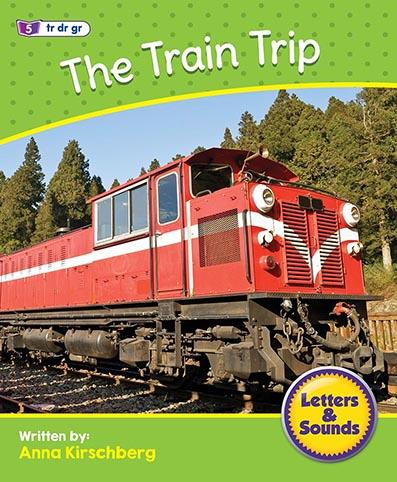 5 tr dr gr
The Train Trip
Letters
&
Sounds
Written by:
Anna Kirschberg